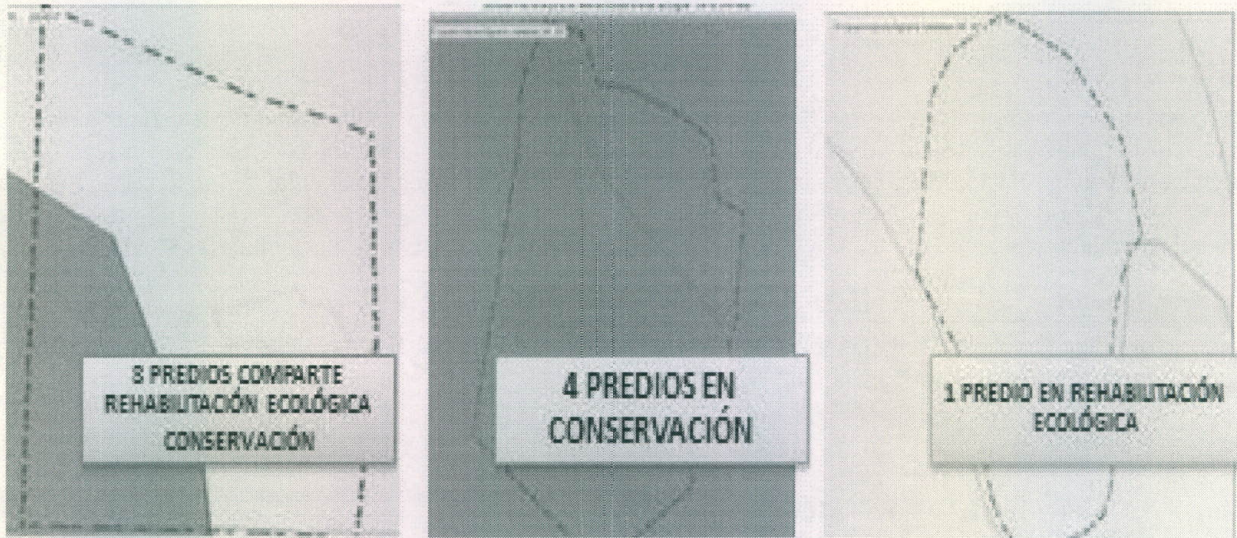 8 PREDIOS COMPARTE
REHABILITACIÓN ECOLÓGICA
CONSERVACIÓN
4 PREDIOS EN
CONSERVACIÓN
1 PREDIO EN REHABILITACIÓN
ECOLÓGICA